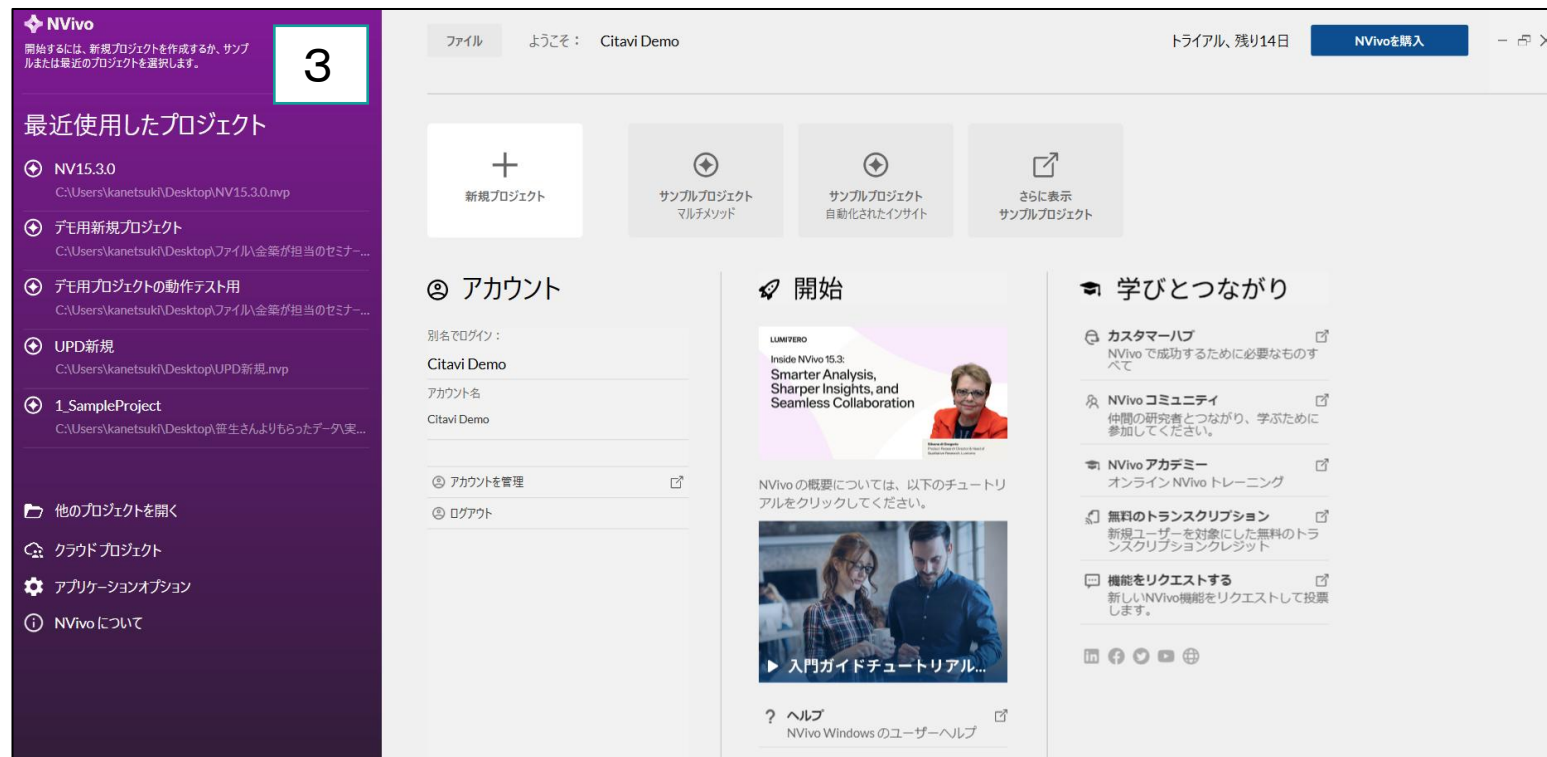 NVivo
開始するには、新規プロジェクトを作成するか、サンプ
ルまたは最近のプロジェクトを選択します。
3
最近使用したプロジェクト
NV15.3.0
C:\Users\kanetsuki\Desktop\NV15.3.0.nvp
デモ用新規プロジェクト
C:\Users\kanetsuki\Desktop\ファイル\金築が担当のセミナー...
デモ用プロジェクトの動作テスト用
C:\Users\kanetsuki\Desktop\ファイル\金築が担当のセミナー...
UPD新規
C:\Users\kanetsuki\Desktop\UPD新規.nvp
1_SampleProject
C:\Users\kanetsuki\Desktop\笹生さんよりもらったデータ\実...
他のプロジェクトを開く
クラウド プロジェクト
アプリケーションオプション
NVivo について
ファイル
ようこそ： Citavi Demo
トライアル、残り14日
NVivoを購入
新規プロジェクト
サンプルプロジェクト
マルチメソッド
サンプルプロジェクト
自動化されたインサイト
さらに表示
サンプルプロジェクト
アカウント
別名でログイン：
Citavi Demo
アカウント名
Citavi Demo
アカウントを管理
ログアウト
開始
LUMIVERO
Inside NVivo 15.3:
Smarter Analysis,
Sharper Insights, and
Seamless Collaboration
NVivo の概要については、以下のチュートリ
アルをクリックしてください。
入門ガイドチュートリアル...
? ヘルプ
NVivo Windows のユーザーヘルプ
学びとつながり
カスタマーハブ
NVivo で成功するために必要なものす
べて
NVivo コミュニティ
仲間の研究者とつながり、学ぶために
参加してください。
NVivo アカデミー
オンライン NVivo トレーニング
無料のトランスクリプション
新規ユーザーを対象にした無料のトラ
ンスクリプションクレジット
機能をリクエストする
新しいNVivo機能をリクエストして投票
します。